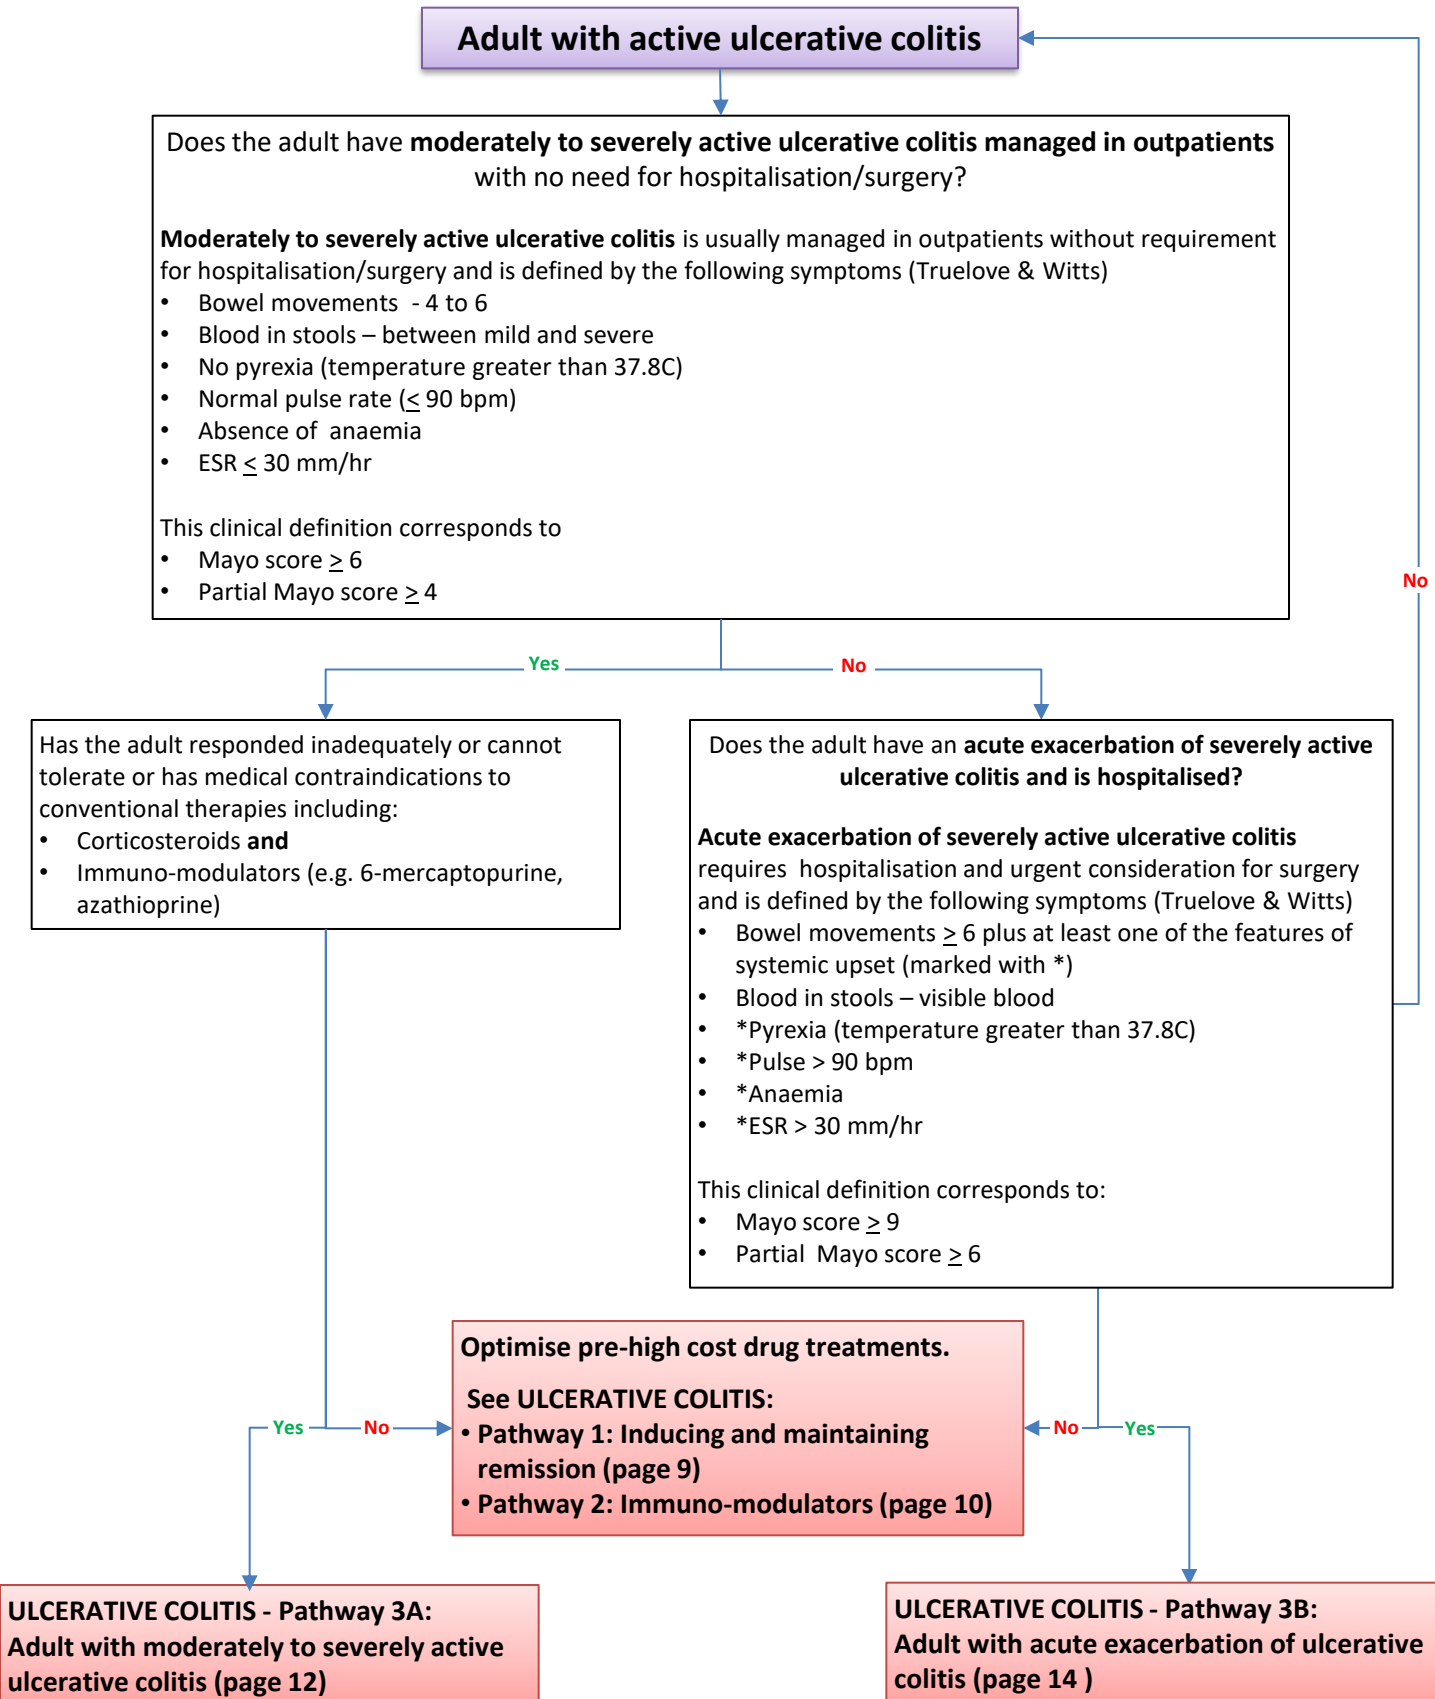 Adult with active ulcerative colitis
Does the adult have moderately to severely active ulcerative colitis managed in outpatients
with no need for hospitalisation/surgery?
Moderately to severely active ulcerative colitis is usually managed in outpatients without requirement
for hospitalisation/surgery and is defined by the following symptoms (Truelove & Witts)
• Bowel movements - 4 to 6
• Blood in stools – between mild and severe
• No pyrexia (temperature greater than 37.8C)
• Normal pulse rate (≤ 90 bpm)
• Absence of anaemia
• ESR ≤ 30 mm/hr
This clinical definition corresponds to
• Mayo score ≥ 6
• Partial Mayo score ≥ 4
No
Yes
No
Has the adult responded inadequately or cannot
tolerate or has medical contraindications to
conventional therapies including:
• Corticosteroids and
• Immuno-modulators (e.g. 6-mercaptopurine,
azathioprine)
Does the adult have an acute exacerbation of severely active
ulcerative colitis and is hospitalised?
Acute exacerbation of severely active ulcerative colitis
requires hospitalisation and urgent consideration for surgery
and is defined by the following symptoms (Truelove & Witts)
• Bowel movements ≥ 6 plus at least one of the features of
systemic upset (marked with *)
• Blood in stools – visible blood
• *Pyrexia (temperature greater than 37.8C)
• *Pulse > 90 bpm
• *Anaemia
• *ESR > 30 mm/hr
This clinical definition corresponds to:
• Mayo score ≥ 9
• Partial Mayo score ≥ 6
Optimise pre-high cost drug treatments.
See ULCERATIVE COLITIS:
• Pathway 1: Inducing and maintaining
remission (page 9)
• Pathway 2: Immuno-modulators (page 10)
Yes
No
No
Yes
ULCERATIVE COLITIS - Pathway 3A:
Adult with moderately to severely active
ulcerative colitis (page 12)
ULCERATIVE COLITIS - Pathway 3B:
Adult with acute exacerbation of ulcerative
colitis (page 14 )